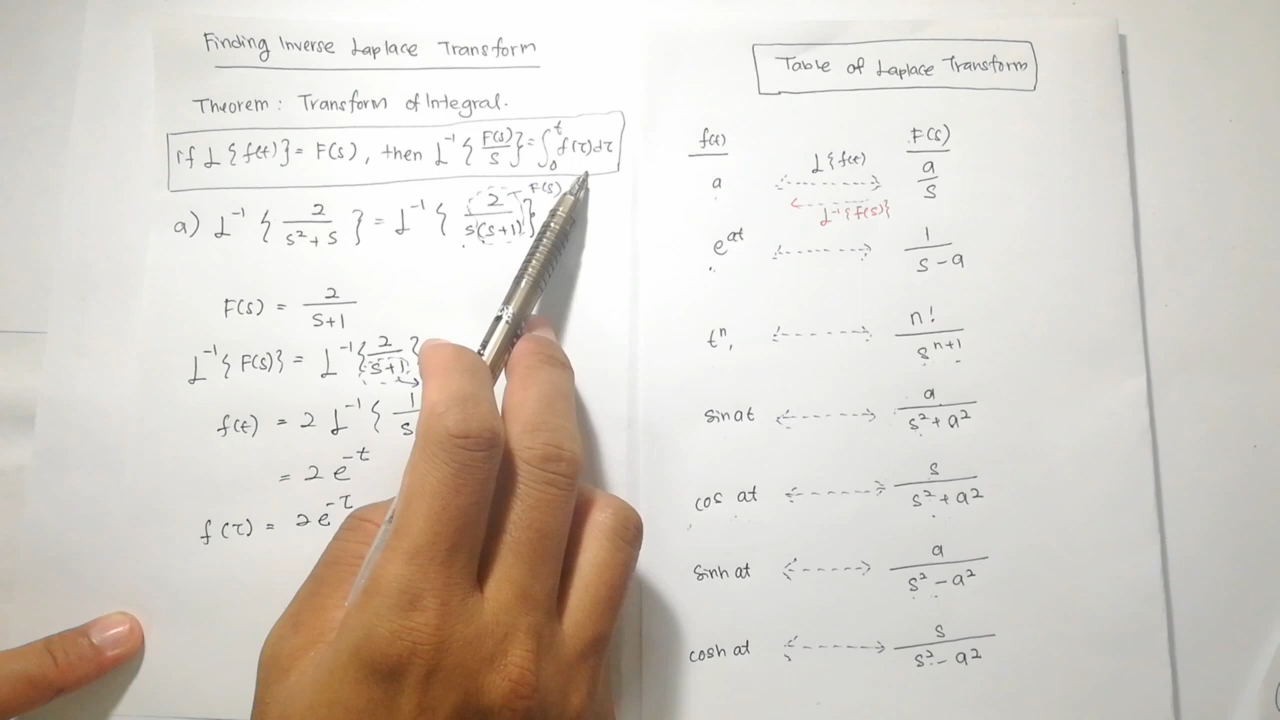 Finding Inverse Laplace Transform
Theorem: Transform of Integral.
If L{f(t)} = F(s), then L⁻¹{F(s)/s} = ∫₀ᵗ f(τ)dτ
a) L⁻¹{2/(s²+s)} = L⁻¹{2/(s(s+1))} F(s)
F(s) = 2/(s+1)
L⁻¹{F(s)} = L⁻¹{2/(s+1)}
f(t) = 2 L⁻¹{1/s
= 2e^(-t)
f(τ) = 2e^(-τ)
Table of Laplace Transform
f(t) F(s)
L{f(t)}
a a/s
L⁻¹{F(s)}
e^(at) 1/(s-a)
tⁿ, n!/s^(n+1)
sin at a/(s²+a²)
cos at s/(s²+a²)
sinh at a/(s²-a²)
cosh at s/(s²-a²)